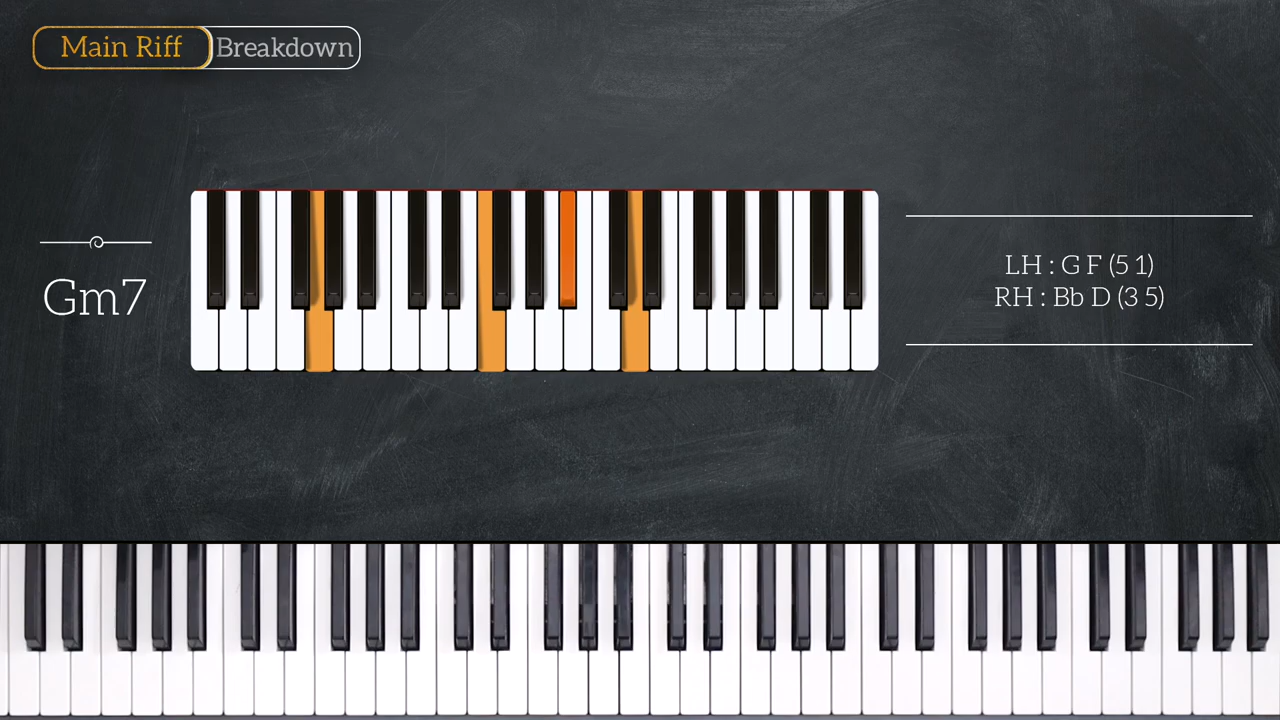 Main Riff
Breakdown
Gm7
LH : G F (5 1)
RH : Bb D (3 5)